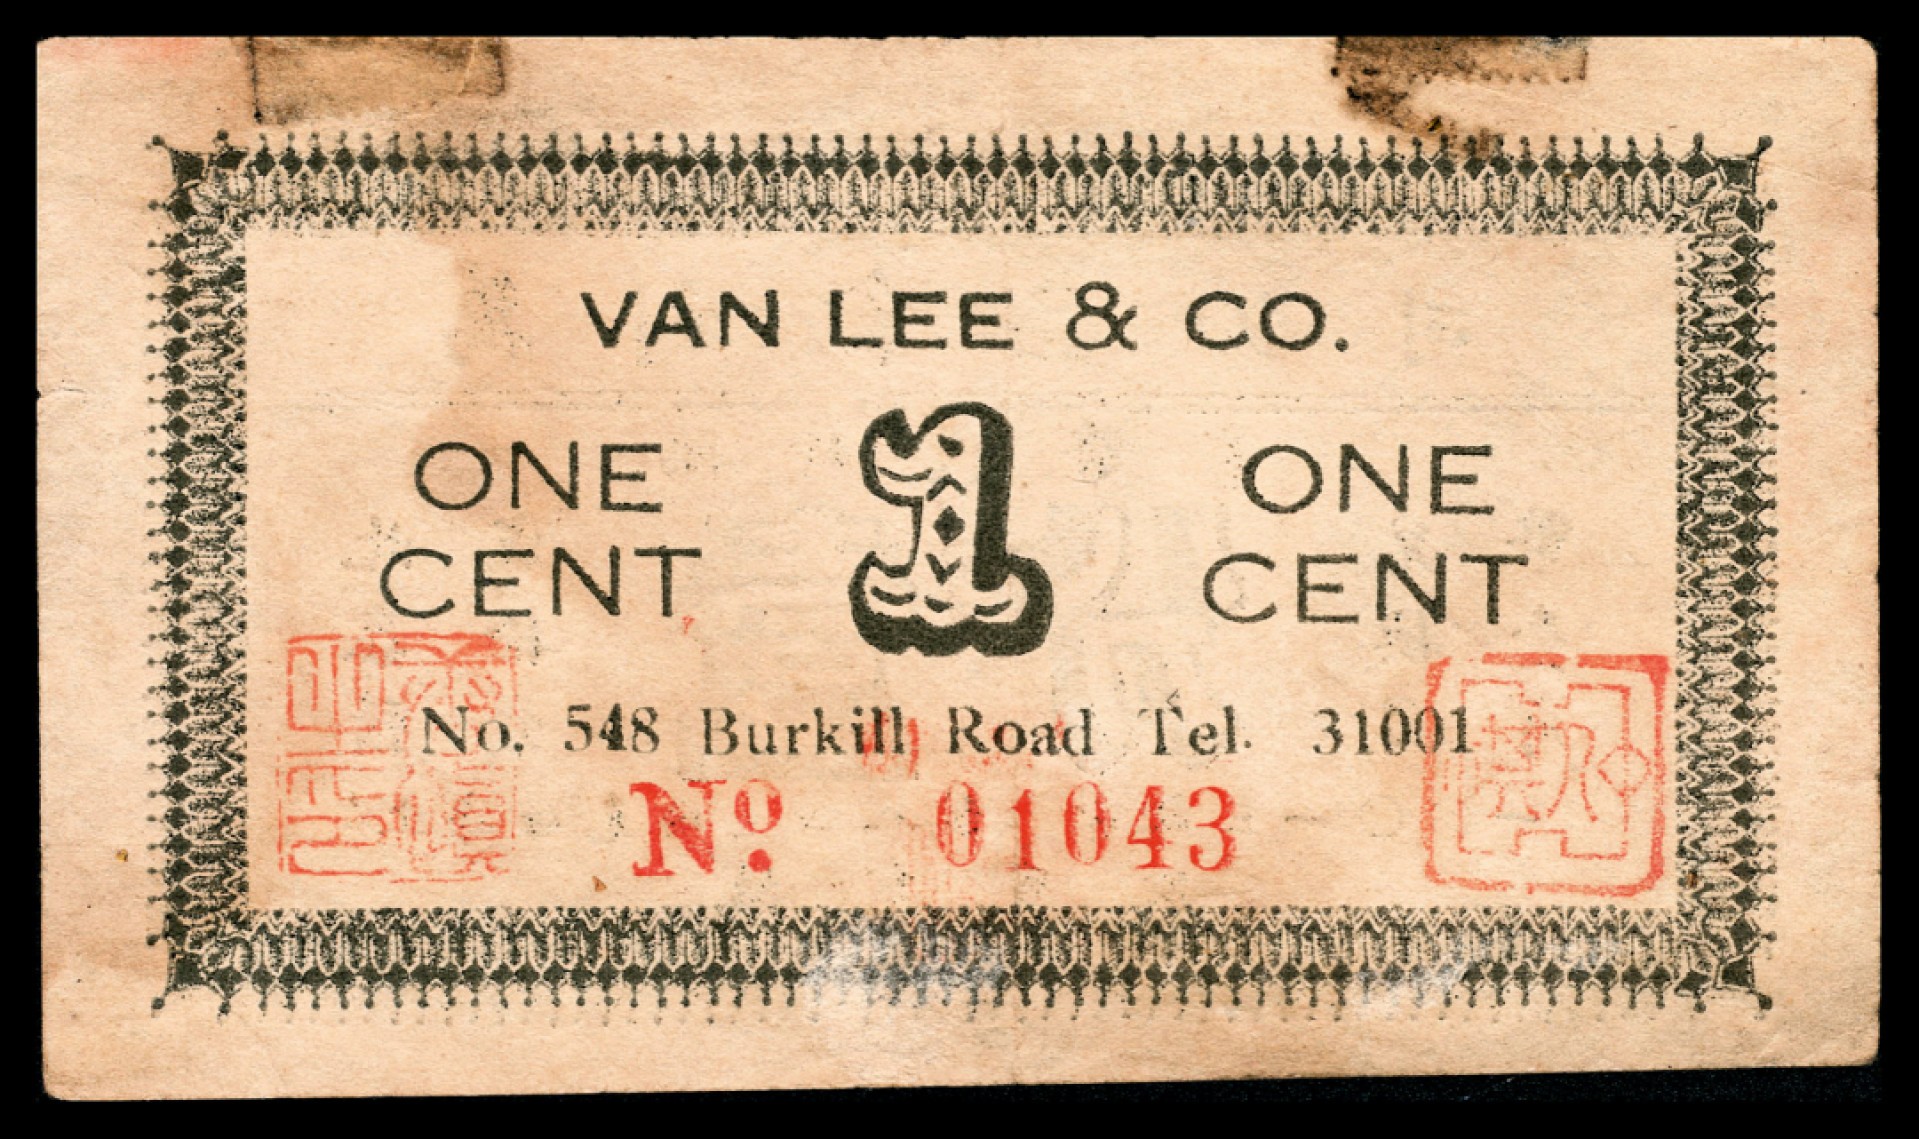 VAN LEE & CO.
ONE CENT 1 ONE CENT
No. 548 Burkill Road Tel. 31001
Nº 01043